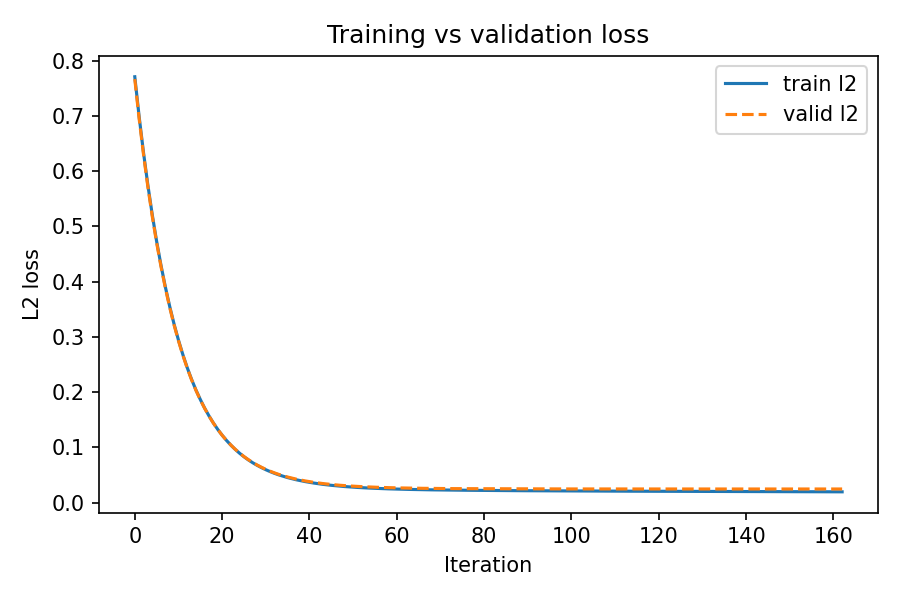 Training vs validation loss
train l2
valid l2
L2 loss
0.8
0.7
0.6
0.5
0.4
0.3
0.2
0.1
0.0
0 20 40 60 80 100 120 140 160
Iteration